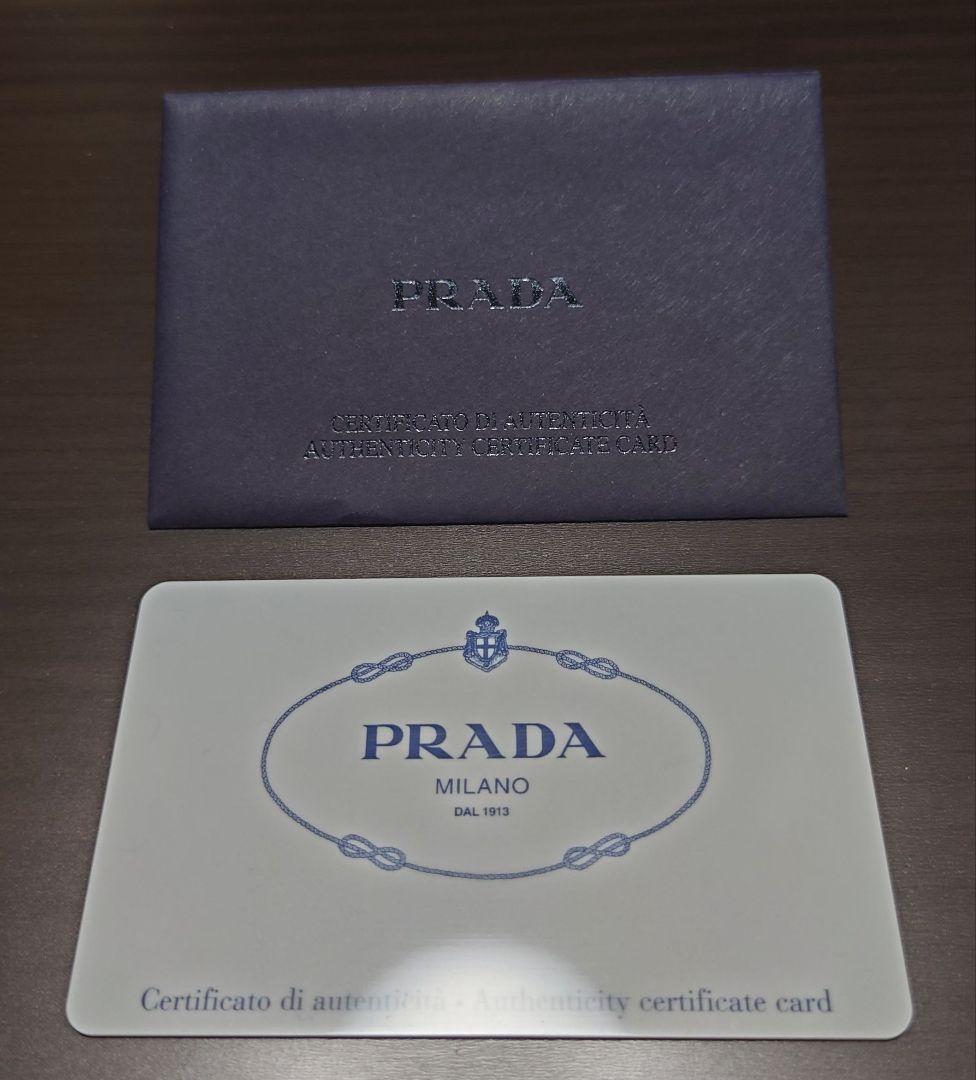 PRADA
CERTIFICATO DI AUTENTICITÀ
AUTHENTICITY CERTIFICATE CARD
PRADA
MILANO
DAL 1913
Certificato di autenticità - Authenticity certificate card